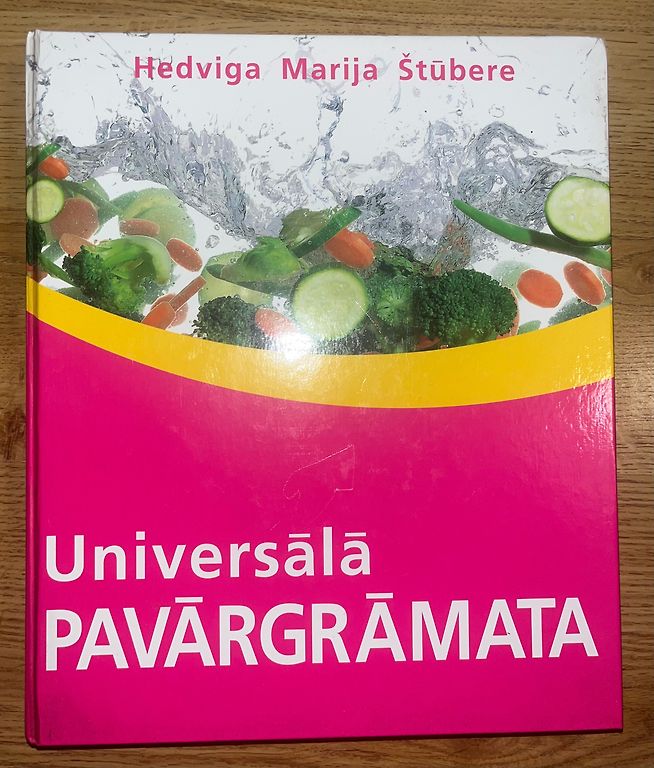 Hedviga Marija Štūbere
Universālā
PAVĀRGRĀMATA